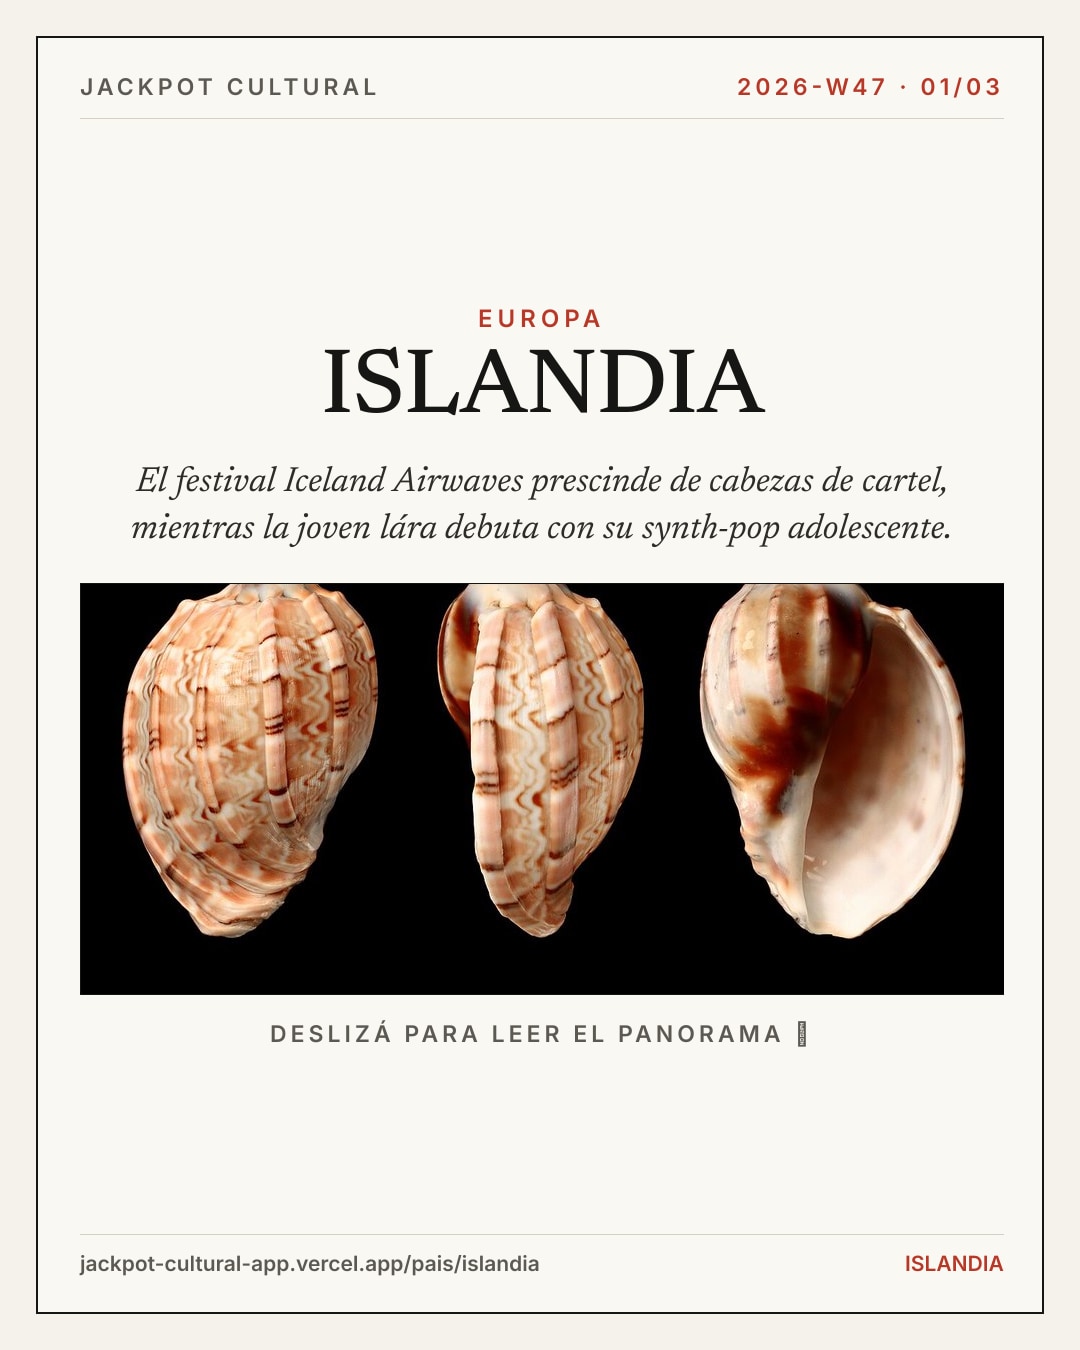 JACKPOT CULTURAL
2026-W47 · 01/03
EUROPA
ISLANDIA
El festival Iceland Airwaves prescinde de cabezas de cartel,
mientras la joven lára debuta con su synth-pop adolescente.
DESLIZÁ PARA LEER EL PANORAMA
jackpot-cultural-app.vercel.app/pais/islandia
ISLANDIA